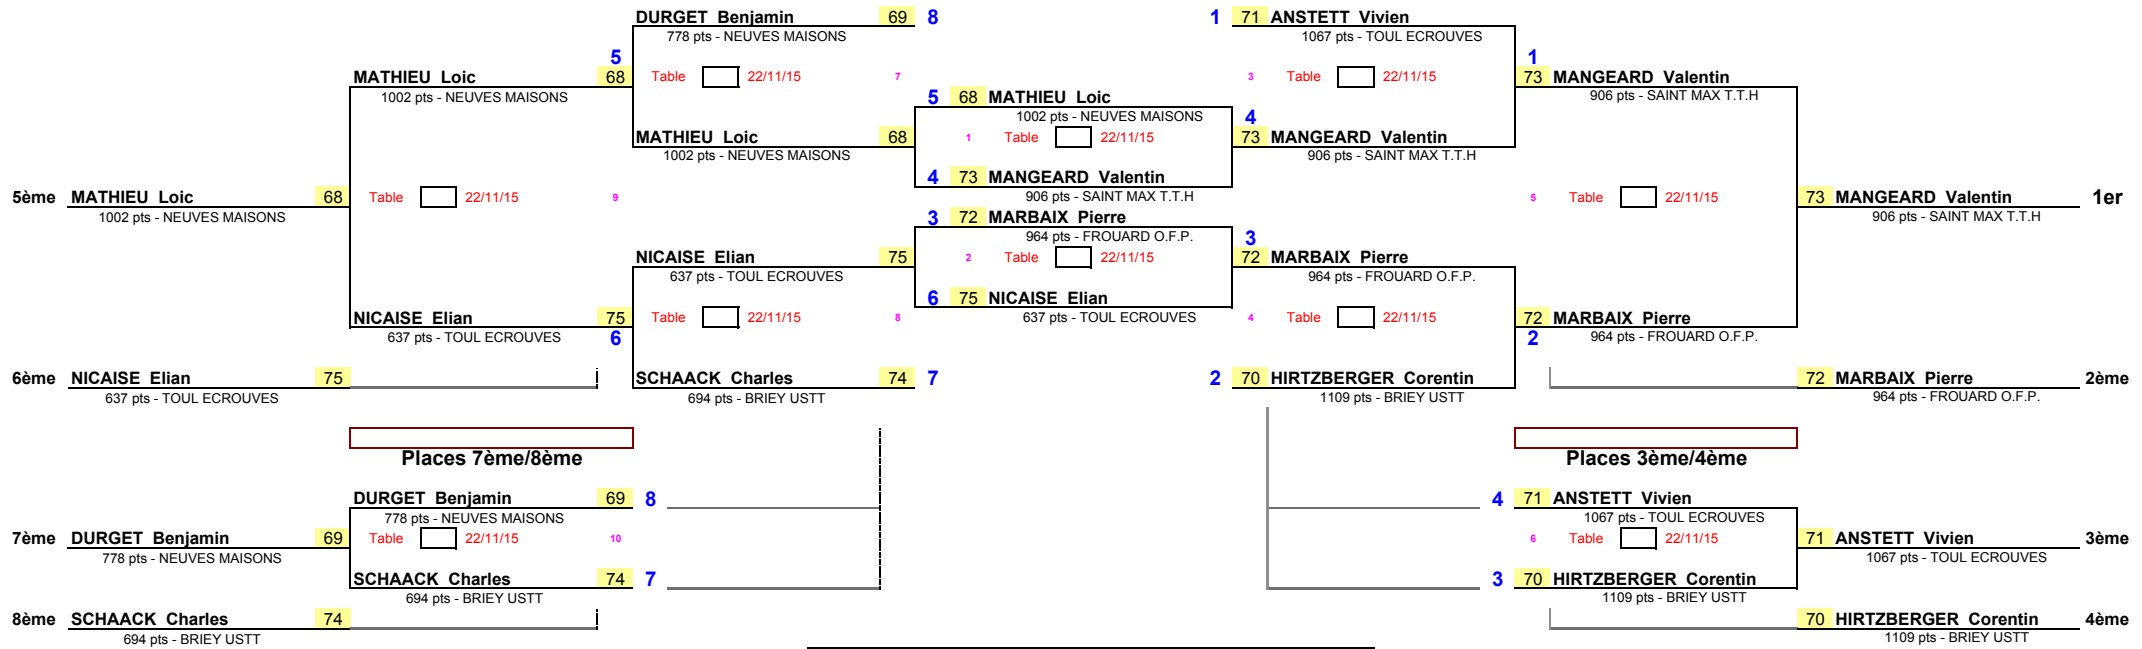 DURGET Benjamin 69 8 1 71 ANSTETT Vivien
778 pts - NEUVES MAISONS 1067 pts - TOUL ECROUVES
5 1
MATHIEU Loic 68 Table 22/11/15 7 3 Table 22/11/15 73 MANGEARD Valentin
1002 pts - NEUVES MAISONS 906 pts - SAINT MAX T.T.H
5 68 MATHIEU Loic
1002 pts - NEUVES MAISONS 4
MATHIEU Loic 68 1 Table 22/11/15 73 MANGEARD Valentin
1002 pts - NEUVES MAISONS 906 pts - SAINT MAX T.T.H
4 73 MANGEARD Valentin
906 pts - SAINT MAX T.T.H
5ème MATHIEU Loic 68 Table 22/11/15 9 5 Table 22/11/15 73 MANGEARD Valentin 1er
1002 pts - NEUVES MAISONS 906 pts - SAINT MAX T.T.H
3 72 MARBAIX Pierre
964 pts - FROUARD O.F.P. 3
NICAISE Elian 75 2 Table 22/11/15 72 MARBAIX Pierre
637 pts - TOUL ECROUVES 964 pts - FROUARD O.F.P.
6 75 NICAISE Elian
637 pts - TOUL ECROUVES
NICAISE Elian 75 Table 22/11/15 8 4 Table 22/11/15 72 MARBAIX Pierre
637 pts - TOUL ECROUVES 6 2 964 pts - FROUARD O.F.P.
6ème NICAISE Elian 75 SCHAACK Charles 74 7 2 70 HIRTZBERGER Corentin 72 MARBAIX Pierre 2ème
637 pts - TOUL ECROUVES 694 pts - BRIEY USTT 1109 pts - BRIEY USTT 964 pts - FROUARD O.F.P.
Places 7ème/8ème Places 3ème/4ème
DURGET Benjamin 69 8 4 71 ANSTETT Vivien
778 pts - NEUVES MAISONS 1067 pts - TOUL ECROUVES
7ème DURGET Benjamin 69 Table 22/11/15 10 6 Table 22/11/15 71 ANSTETT Vivien 3ème
778 pts - NEUVES MAISONS 1067 pts - TOUL ECROUVES
SCHAACK Charles 74 7 3 70 HIRTZBERGER Corentin
694 pts - BRIEY USTT 1109 pts - BRIEY USTT
8ème SCHAACK Charles 74 70 HIRTZBERGER Corentin 4ème
694 pts - BRIEY USTT 1109 pts - BRIEY USTT